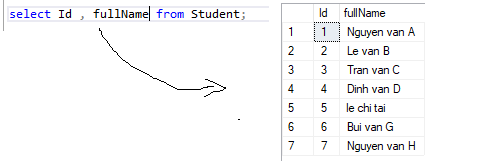 select Id , fullName from Student;
Id fullName
1 1 Nguyen van A
2 2 Le van B
3 3 Tran van C
4 4 Dinh van D
5 5 le chi tai
6 6 Bui van G
7 7 Nguyen van H